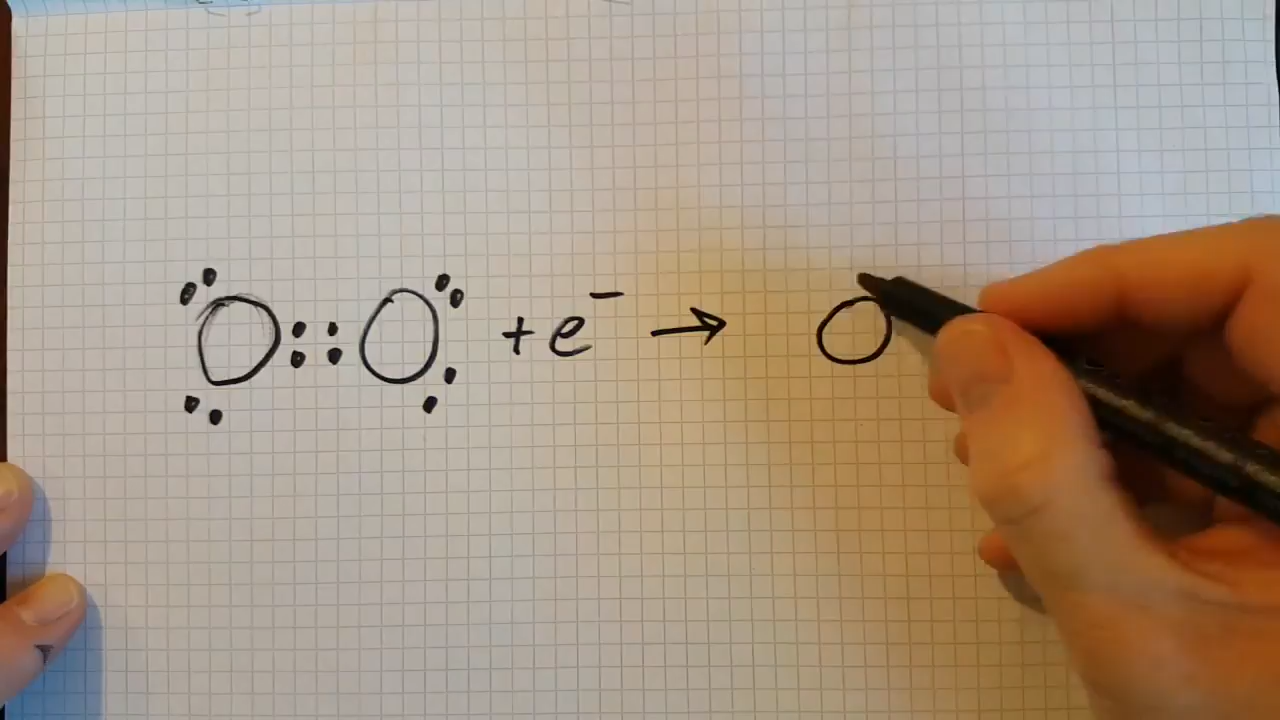 O::O + e⁻ → O